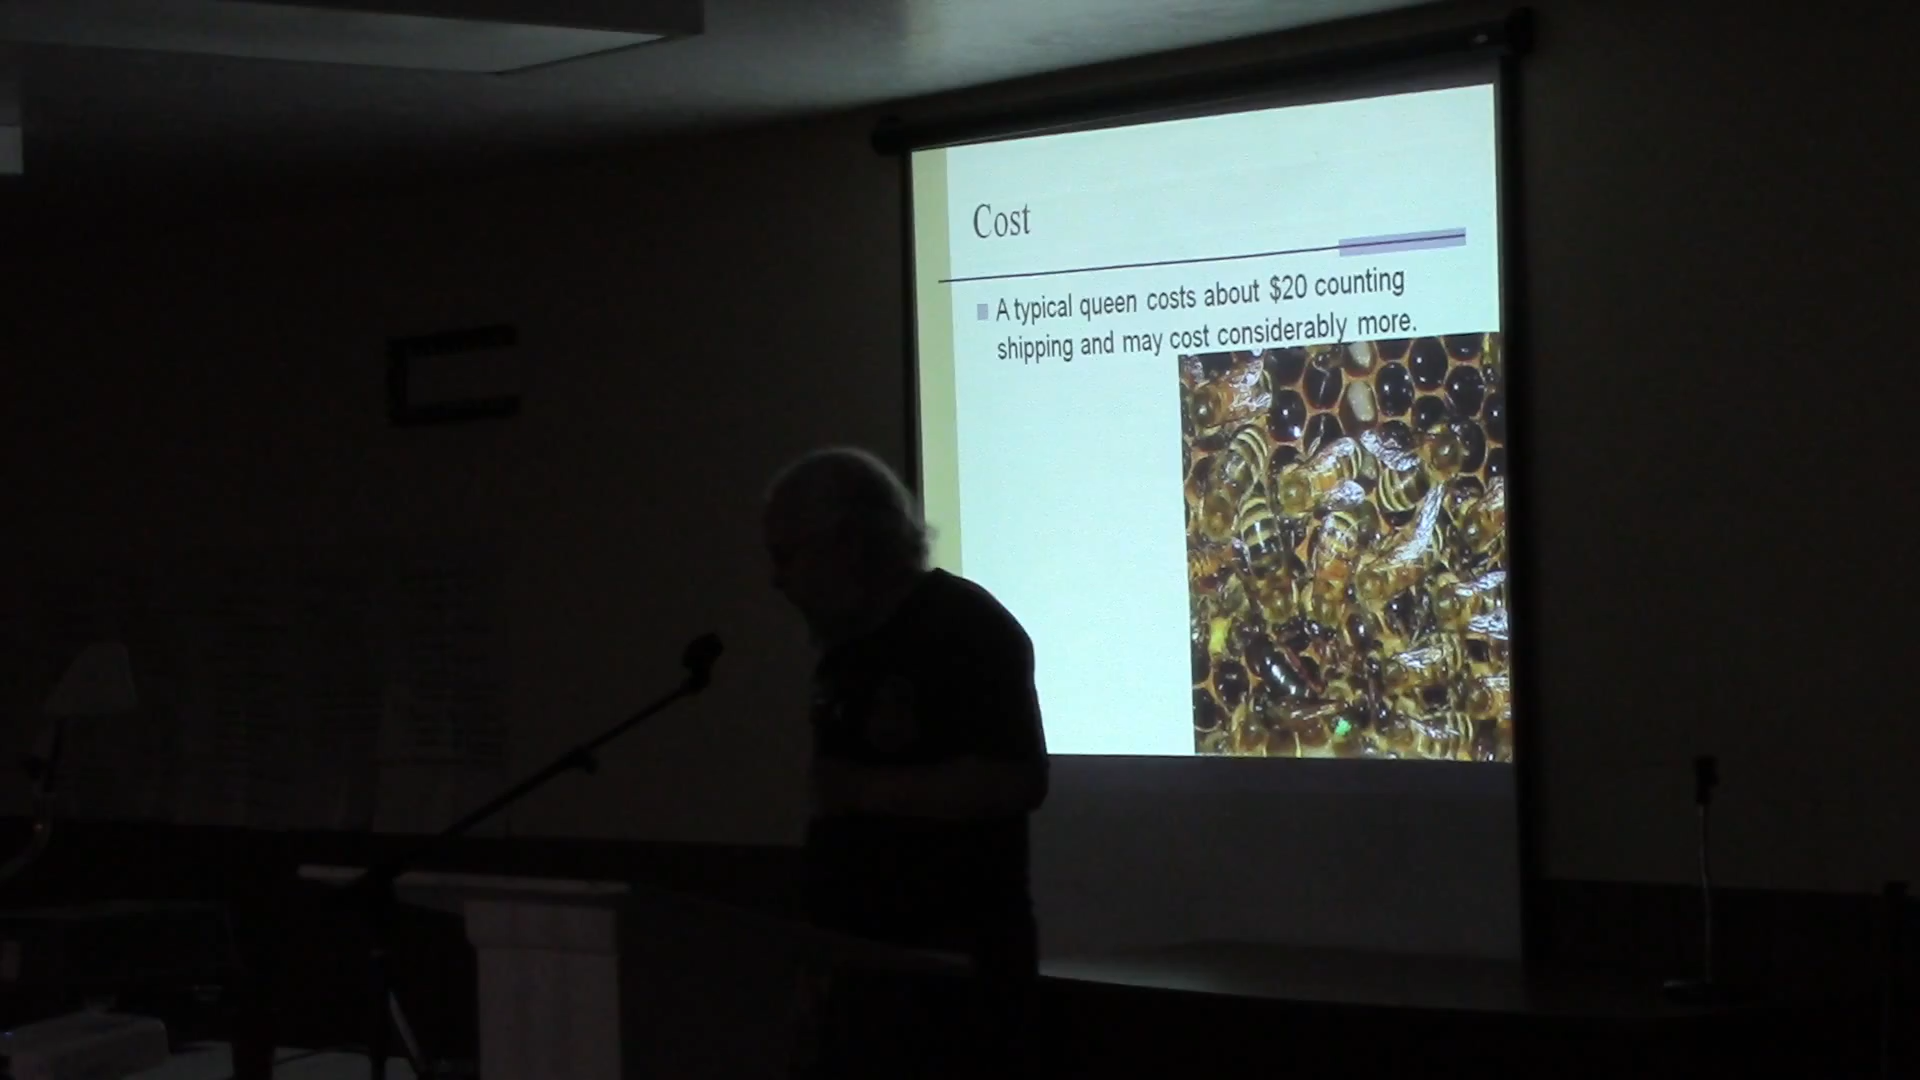 Cost
A typical queen costs about $20 counting
shipping and may cost considerably more.